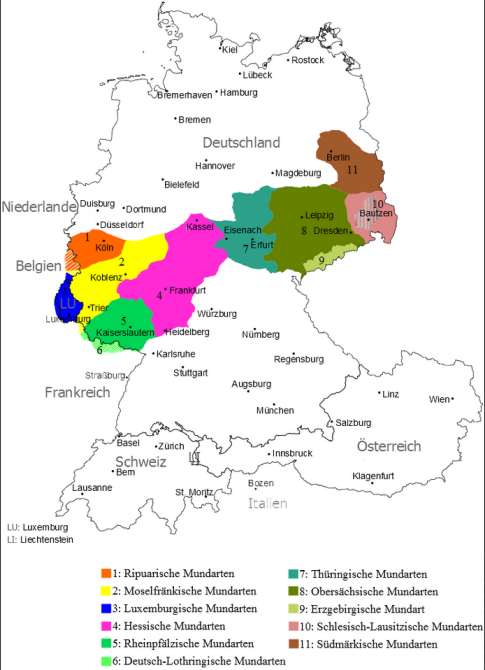 Kiel
Rostock
Lübeck
Bremerhaven
Hamburg
Bremen
Deutschland
Berlin
Hannover
11
Magdeburg
Bielefeld
Niederlande
Duisburg
Dortmund
10
Leipzig
Bautzen
Düsseldorf
Kassel
Eisenach
8
Dresden
1
Köln
7
Erfurt
2
9
Belgien
Koblenz
4
Frankfurt
LU
Trier
Würzburg
Luxemburg
5
Kaiserslautern
Heidelberg
Nürnberg
6
Karlsruhe
Regensburg
Straßburg
Stuttgart
Frankreich
Augsburg
Linz
Wien
München
Salzburg
Basel
Zürich
Österreich
Schweiz
LI
Innsbruck
Bern
Klagenfurt
Lausanne
St. Moritz
Bozen
Italien
LU: Luxemburg
LI: Liechtenstein
1: Ripuarische Mundarten
2: Moselfränkische Mundarten
3: Luxemburgische Mundarten
4: Hessische Mundarten
5: Rheinpfälzische Mundarten
6: Deutsch-Lothringische Mundarten
7: Thüringische Mundarten
8: Obersächsische Mundarten
9: Erzgebirgische Mundart
10: Schlesisch-Lausitzische Mundarten
11: Südmärkische Mundarten